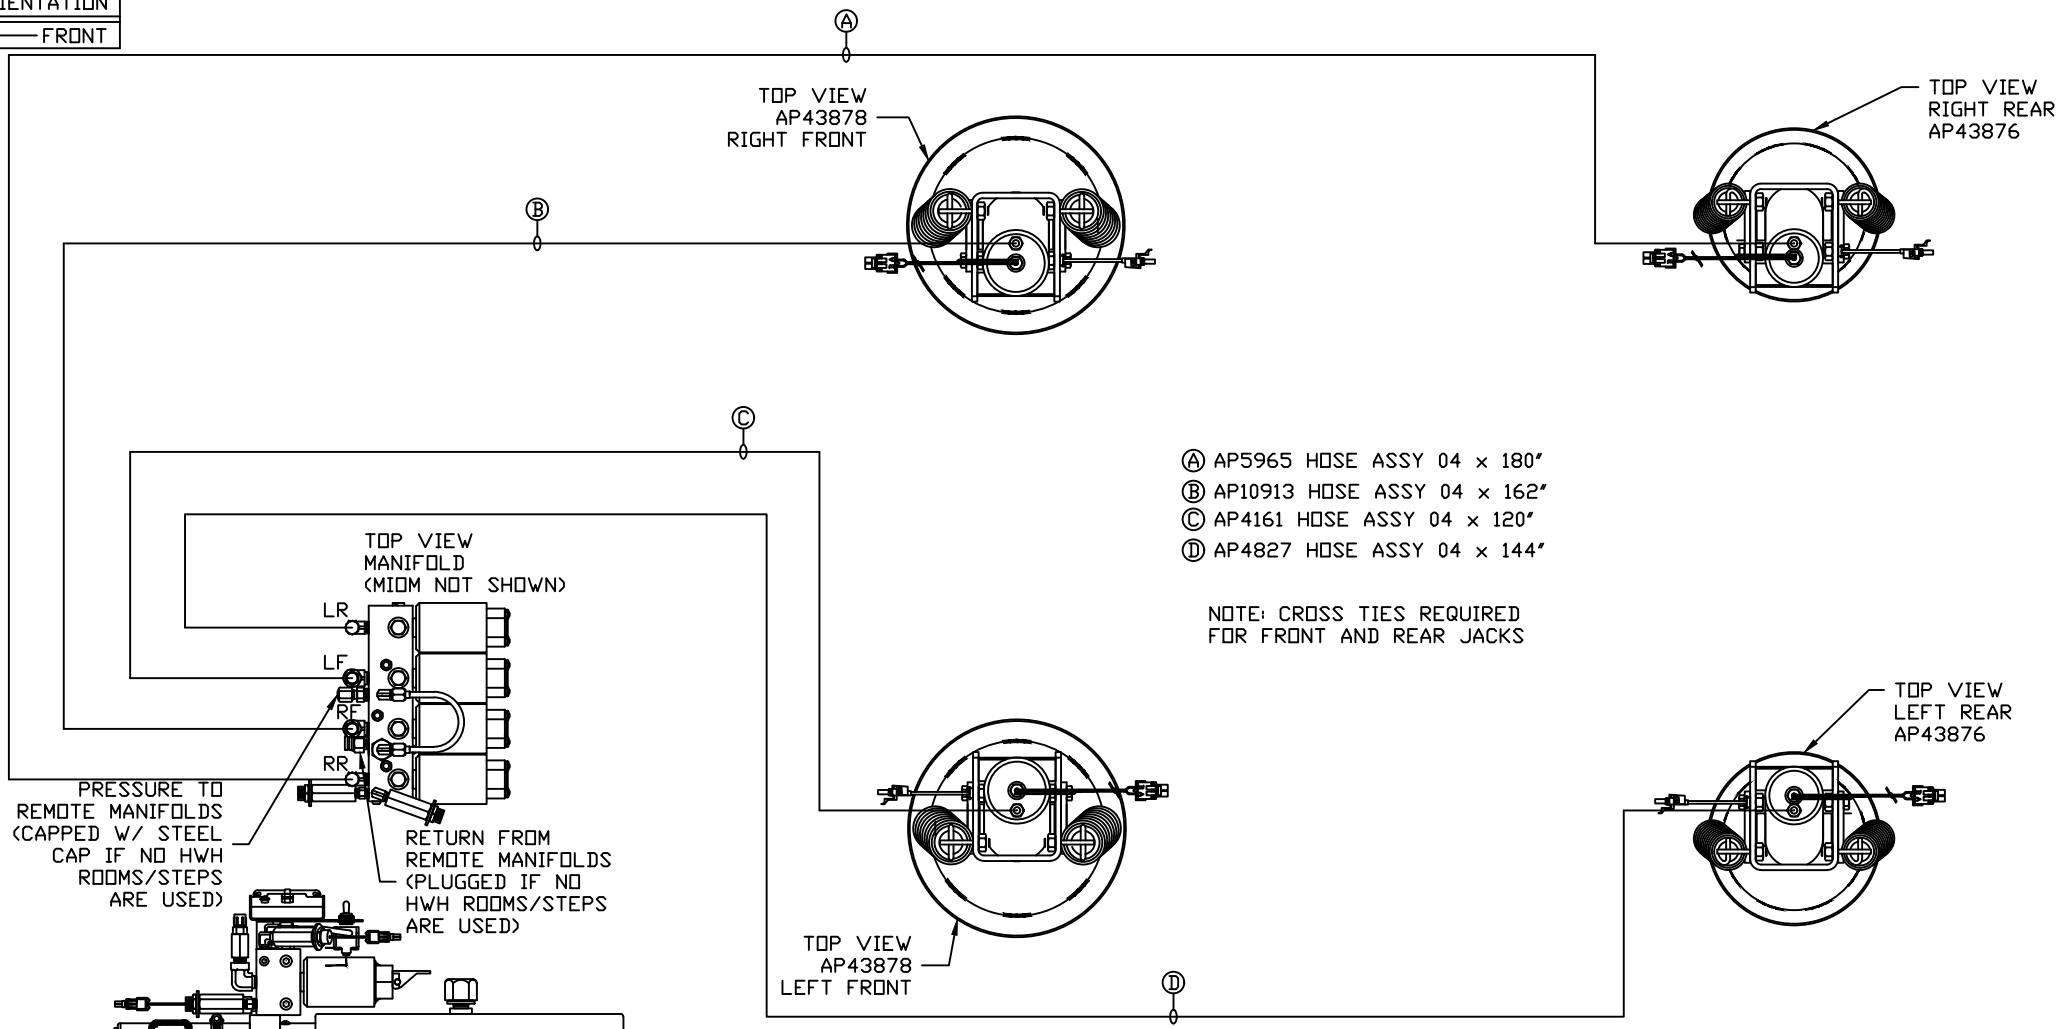 FRONT
A
TOP VIEW
AP43878
RIGHT FRONT
TOP VIEW
RIGHT REAR
AP43876
B
C
A AP5965 HOSE ASSY 04 x 180"
B AP10913 HOSE ASSY 04 x 162"
C AP4161 HOSE ASSY 04 x 120"
D AP4827 HOSE ASSY 04 x 144"
NOTE: CROSS TIES REQUIRED
FOR FRONT AND REAR JACKS
TOP VIEW
MANIFOLD
(MIOM NOT SHOWN)
LR
LF
RF
RR
PRESSURE TO
REMOTE MANIFOLDS
(CAPPED W/ STEEL
CAP IF NO HWH
ROOMS/STEPS
ARE USED)
RETURN FROM
REMOTE MANIFOLDS
(PLUGGED IF NO
HWH ROOMS/STEPS
ARE USED)
TOP VIEW
LEFT REAR
AP43876
TOP VIEW
AP43878
LEFT FRONT
D